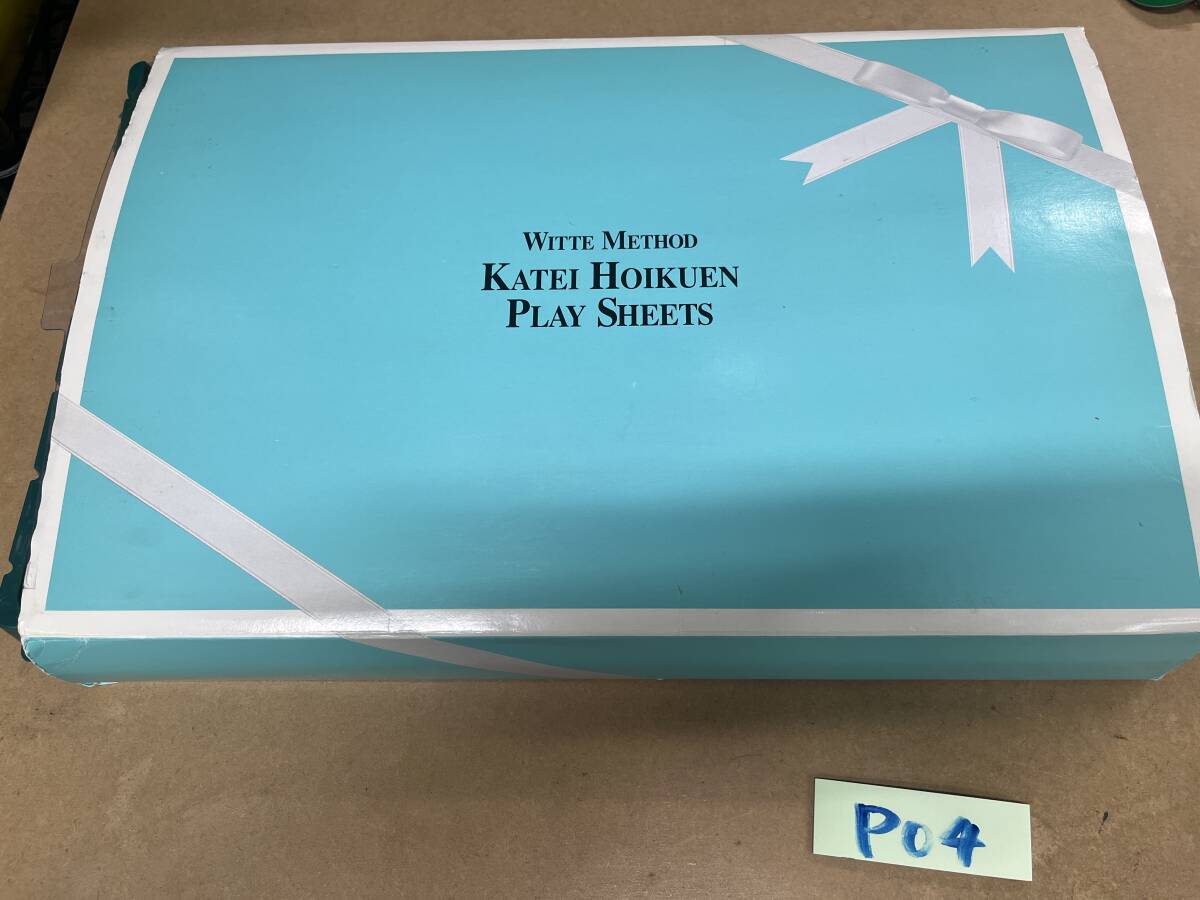 WITTE METHOD
KATEI HOIKUEN
PLAY SHEETS
P04